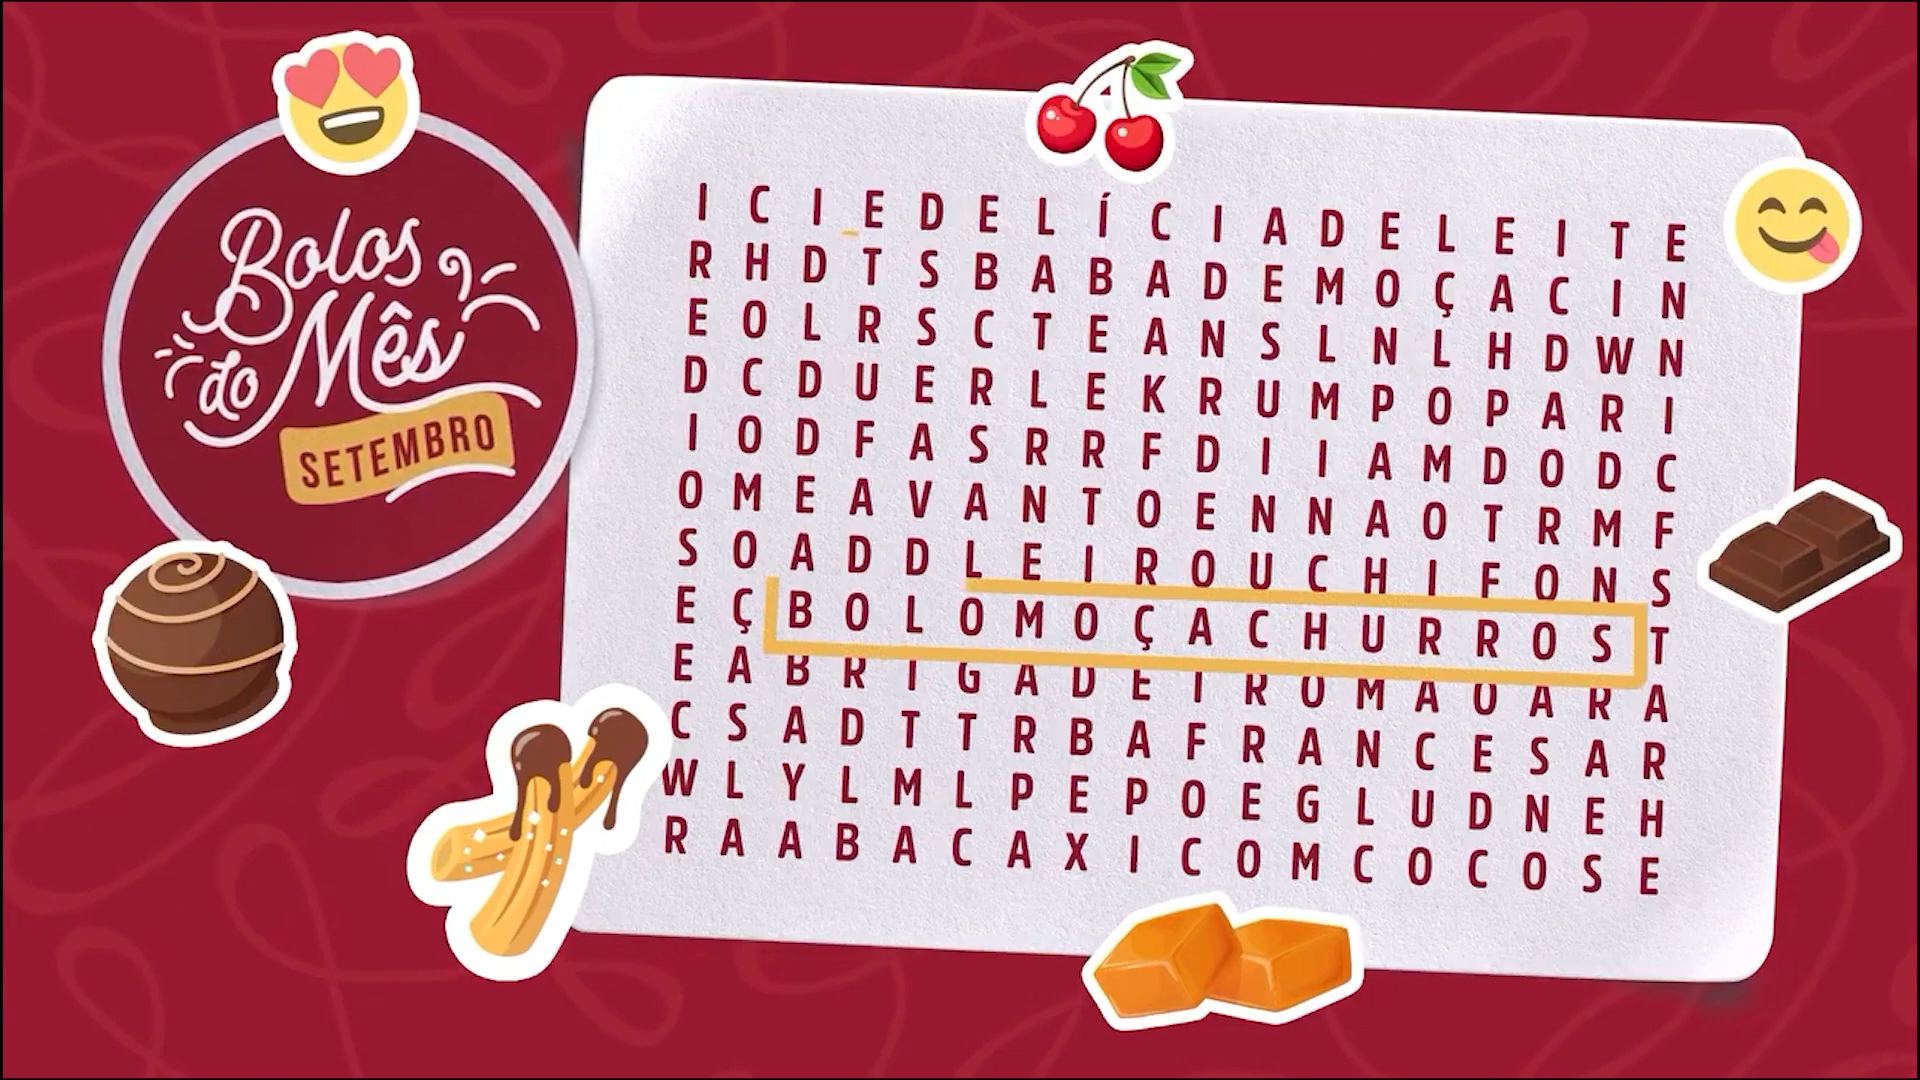 Bolos
do Mês
SETEMBRO
I C I E D E L Í C I A D E L E I T E
R H D T S B A B A D E M O Ç A C I N
E O L R S C T E A N S L N L H D W N
D C D U E R L E K R U M P O P A R I
I O D F A S R R F D I I A M D O D C
O M E A V A N T O E N N A O T R M F
S O A D D L E I R O U C H I F O N S
E Ç B O L O M O Ç A C H U R R O S T
E A B R I G A D E I R O M A O A R A
C S A D T T R B A F R A N C E S A R
W L Y L M L P E P O E G L U D N E H
R A A B A C A X I C O M C O C O S E